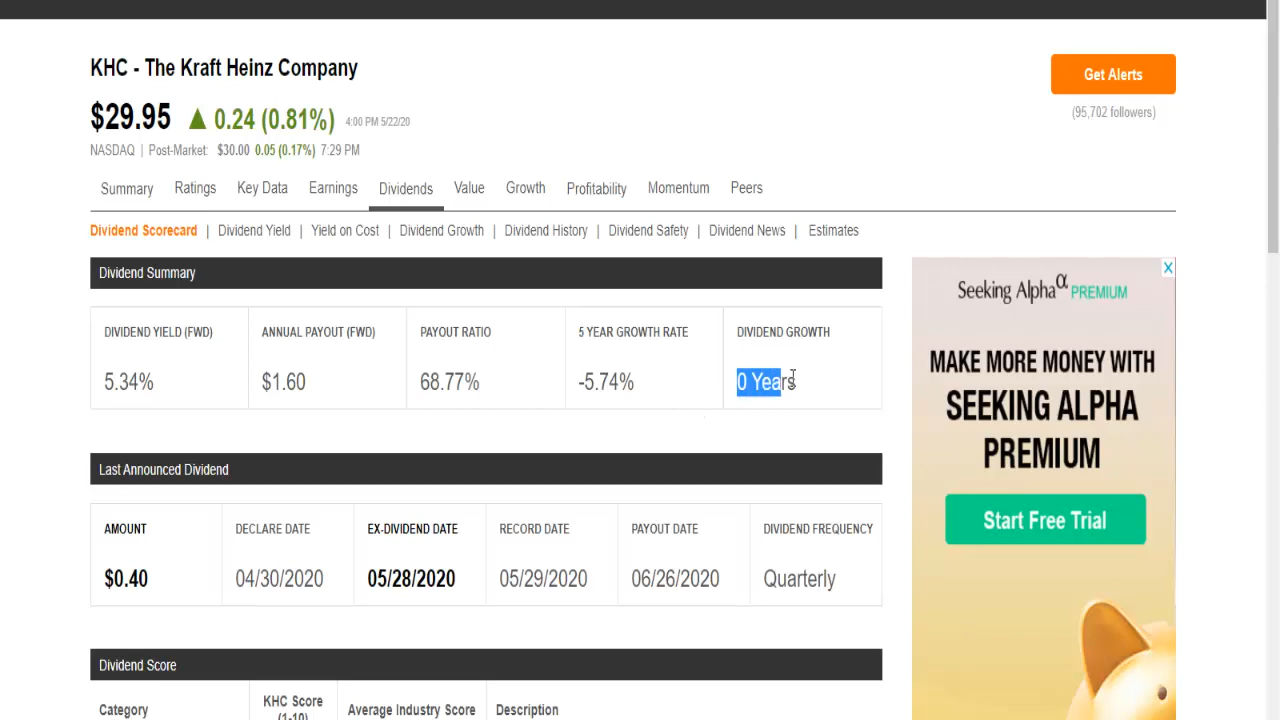 KHC - The Kraft Heinz Company
Get Alerts
$29.95 ▲ 0.24 (0.81%) 4:00 PM 5/22/20
(95,702 followers)
NASDAQ | Post-Market: $30.00 0.05 (0.17%) 7:29 PM
Summary Ratings Key Data Earnings Dividends Value Growth Profitability Momentum Peers
Dividend Scorecard | Dividend Yield | Yield on Cost | Dividend Growth | Dividend History | Dividend Safety | Dividend News | Estimates
Dividend Summary
DIVIDEND YIELD (FWD) ANNUAL PAYOUT (FWD) PAYOUT RATIO 5 YEAR GROWTH RATE DIVIDEND GROWTH
5.34% $1.60 68.77% -5.74% 0 Years
Last Announced Dividend
AMOUNT DECLARE DATE EX-DIVIDEND DATE RECORD DATE PAYOUT DATE DIVIDEND FREQUENCY
$0.40 04/30/2020 05/28/2020 05/29/2020 06/26/2020 Quarterly
Dividend Score
Category KHC Score (1-10) Average Industry Score Description
Seeking Alpha α PREMIUM
MAKE MORE MONEY WITH
SEEKING ALPHA
PREMIUM
Start Free Trial